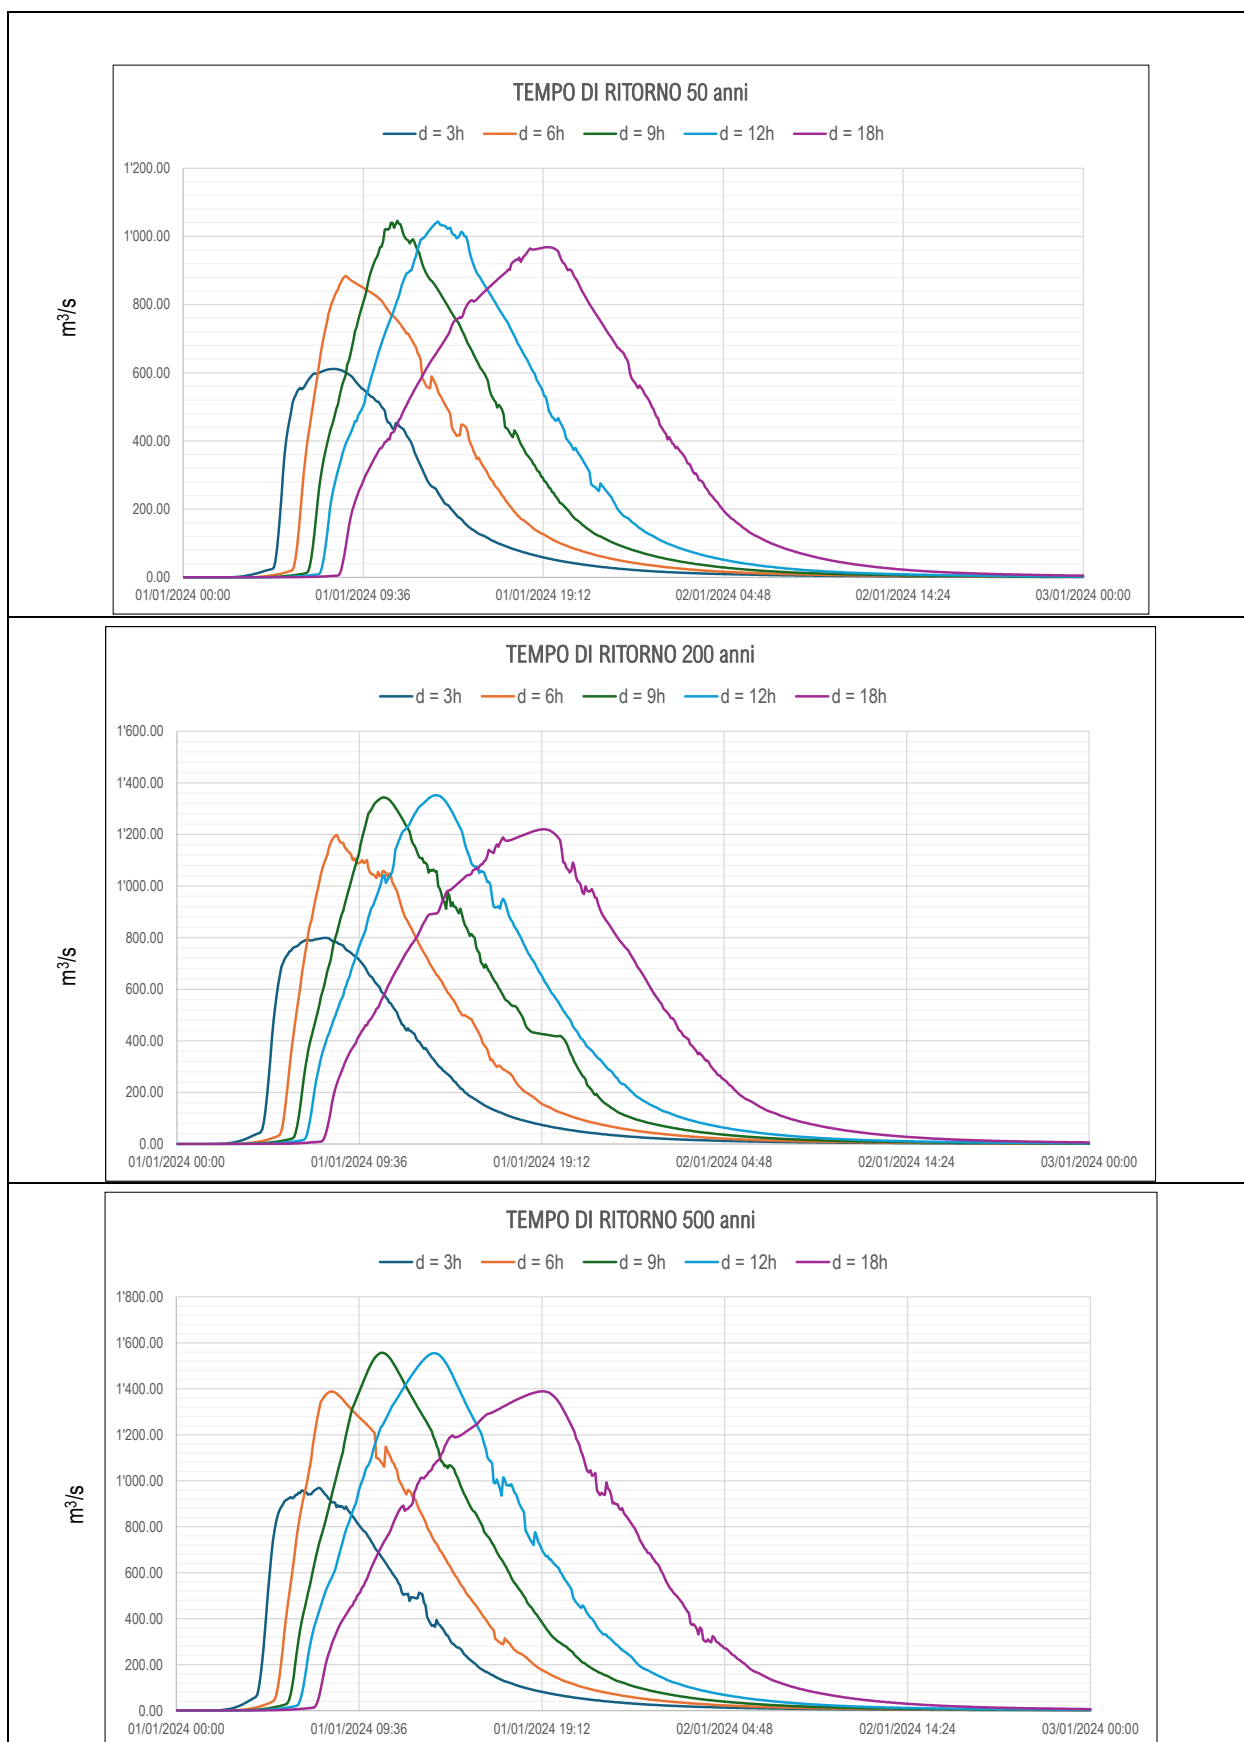 TEMPO DI RITORNO 50 anni
d = 3h d = 6h d = 9h d = 12h d = 18h
m³/s
1'200.00
1'000.00
800.00
600.00
400.00
200.00
0.00
01/01/2024 00:00 01/01/2024 09:36 01/01/2024 19:12 02/01/2024 04:48 02/01/2024 14:24 03/01/2024 00:00
TEMPO DI RITORNO 200 anni
d = 3h d = 6h d = 9h d = 12h d = 18h
m³/s
1'600.00
1'400.00
1'200.00
1'000.00
800.00
600.00
400.00
200.00
0.00
01/01/2024 00:00 01/01/2024 09:36 01/01/2024 19:12 02/01/2024 04:48 02/01/2024 14:24 03/01/2024 00:00
TEMPO DI RITORNO 500 anni
d = 3h d = 6h d = 9h d = 12h d = 18h
m³/s
1'800.00
1'600.00
1'400.00
1'200.00
1'000.00
800.00
600.00
400.00
200.00
0.00
01/01/2024 00:00 01/01/2024 09:36 01/01/2024 19:12 02/01/2024 04:48 02/01/2024 14:24 03/01/2024 00:00